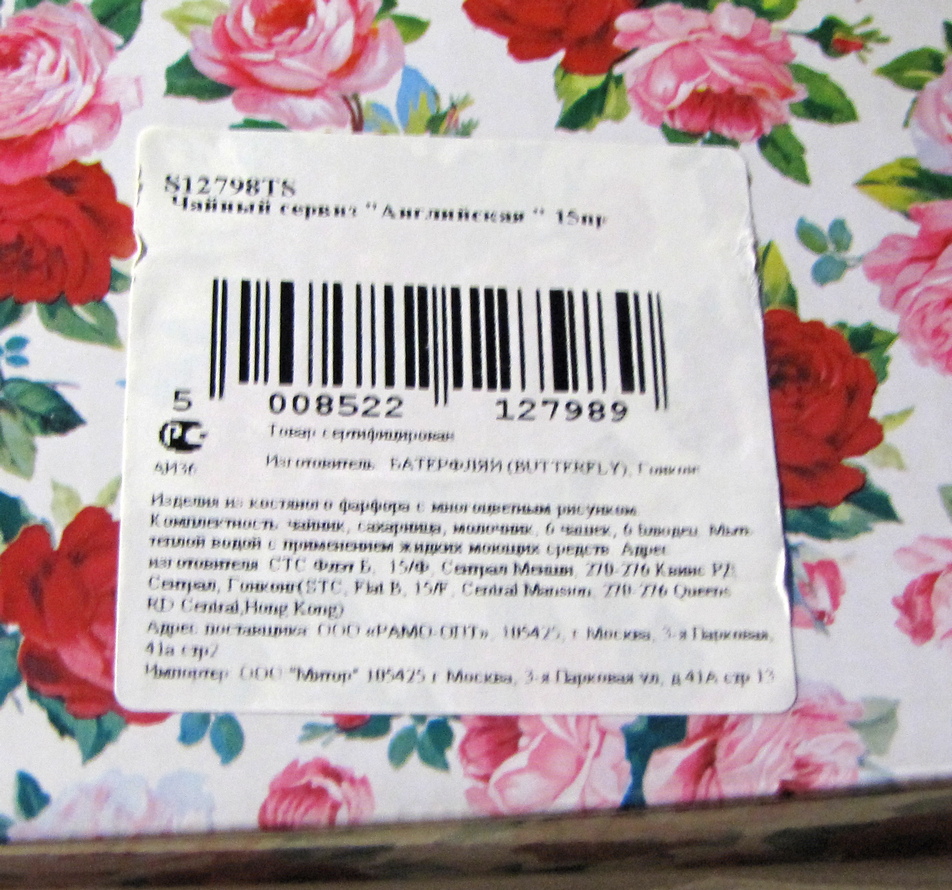 S12798TS
Чайный сервиз "Английская " 15пр
5 008522 127989
РС
Товар сертифицирован
АИ36
Изготовитель БАТЕРФЛЯЙ (BUTTERFLY), Гонконг
Изделия из костяного фарфора с многоцветным рисунком
Комплектность чайник, сахарница, молочник, 6 чашек, 6 блюдец. Мыть
теплой водой с применением жидких моющих средств. Адрес
изготовителя СТС Флэт Б, 15/Ф, Сентрал Меншн, 270-276 Квинс РД
Сентрал, Гонконг(STC, Flat B, 15/F, Central Mansion, 270-276 Queens
RD Central,Hong Kong)
Адрес поставщика ООО «РАМО-ОПТ», 105425, г Москва, 3-я Парковая,
41а стр2
Импортер ООО "Митор" 105425 г Москва, 3-я Парковая ул, д 41А стр 13